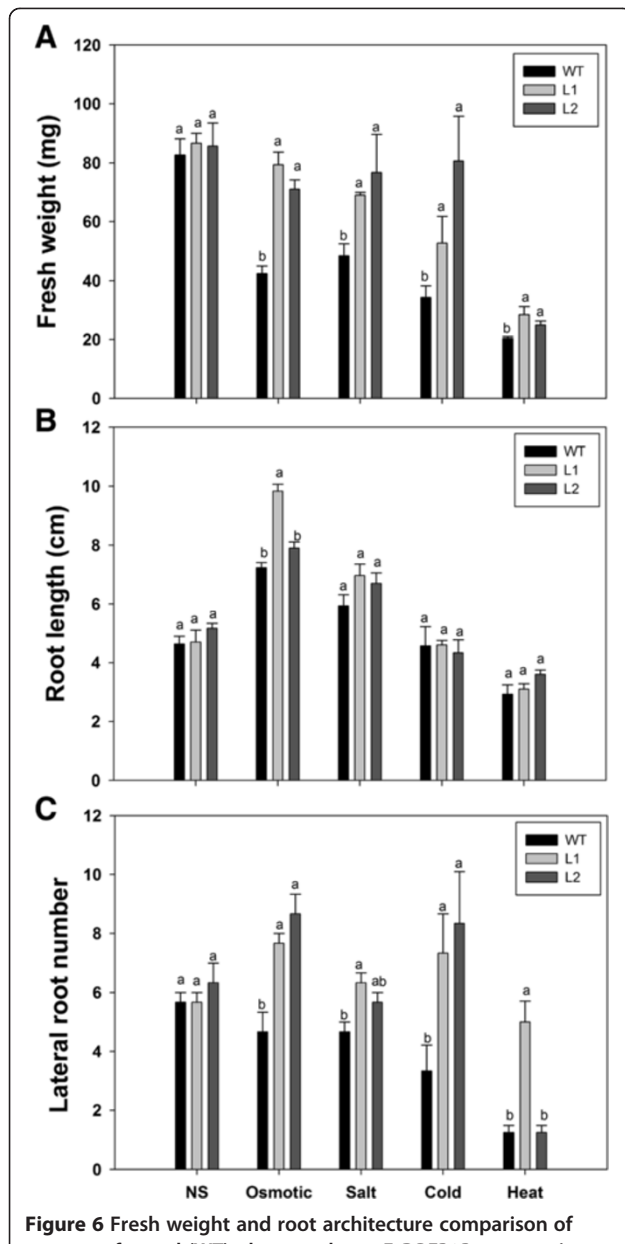 A
120
100
80
60
40
20
0
Fresh weight (mg)
WT
L1
L2
a a a
b a a
b a a
b a a
b a a
B
12
10
8
6
4
2
0
Root length (cm)
WT
L1
L2
a a a
b a b
a a a
a a a
a a a
C
12
10
8
6
4
2
0
Lateral root number
WT
L1
L2
a a a
b a a
b a ab
b a a
b a b
NS Osmotic Salt Cold Heat
Figure 6 Fresh weight and root architecture comparison of